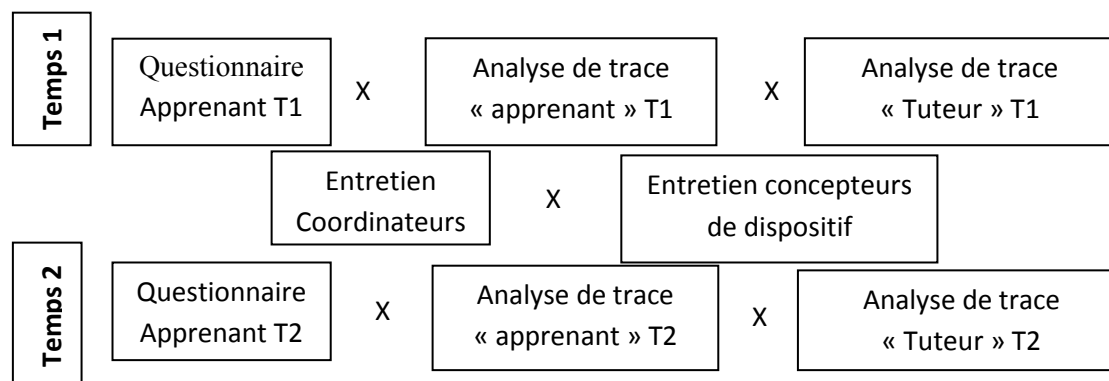 Temps 1
Questionnaire
Apprenant T1
X
Analyse de trace
« apprenant » T1
X
Analyse de trace
« Tuteur » T1
Entretien
Coordinateurs
X
Entretien concepteurs
de dispositif
Temps 2
Questionnaire
Apprenant T2
X
Analyse de trace
« apprenant » T2
X
Analyse de trace
« Tuteur » T2